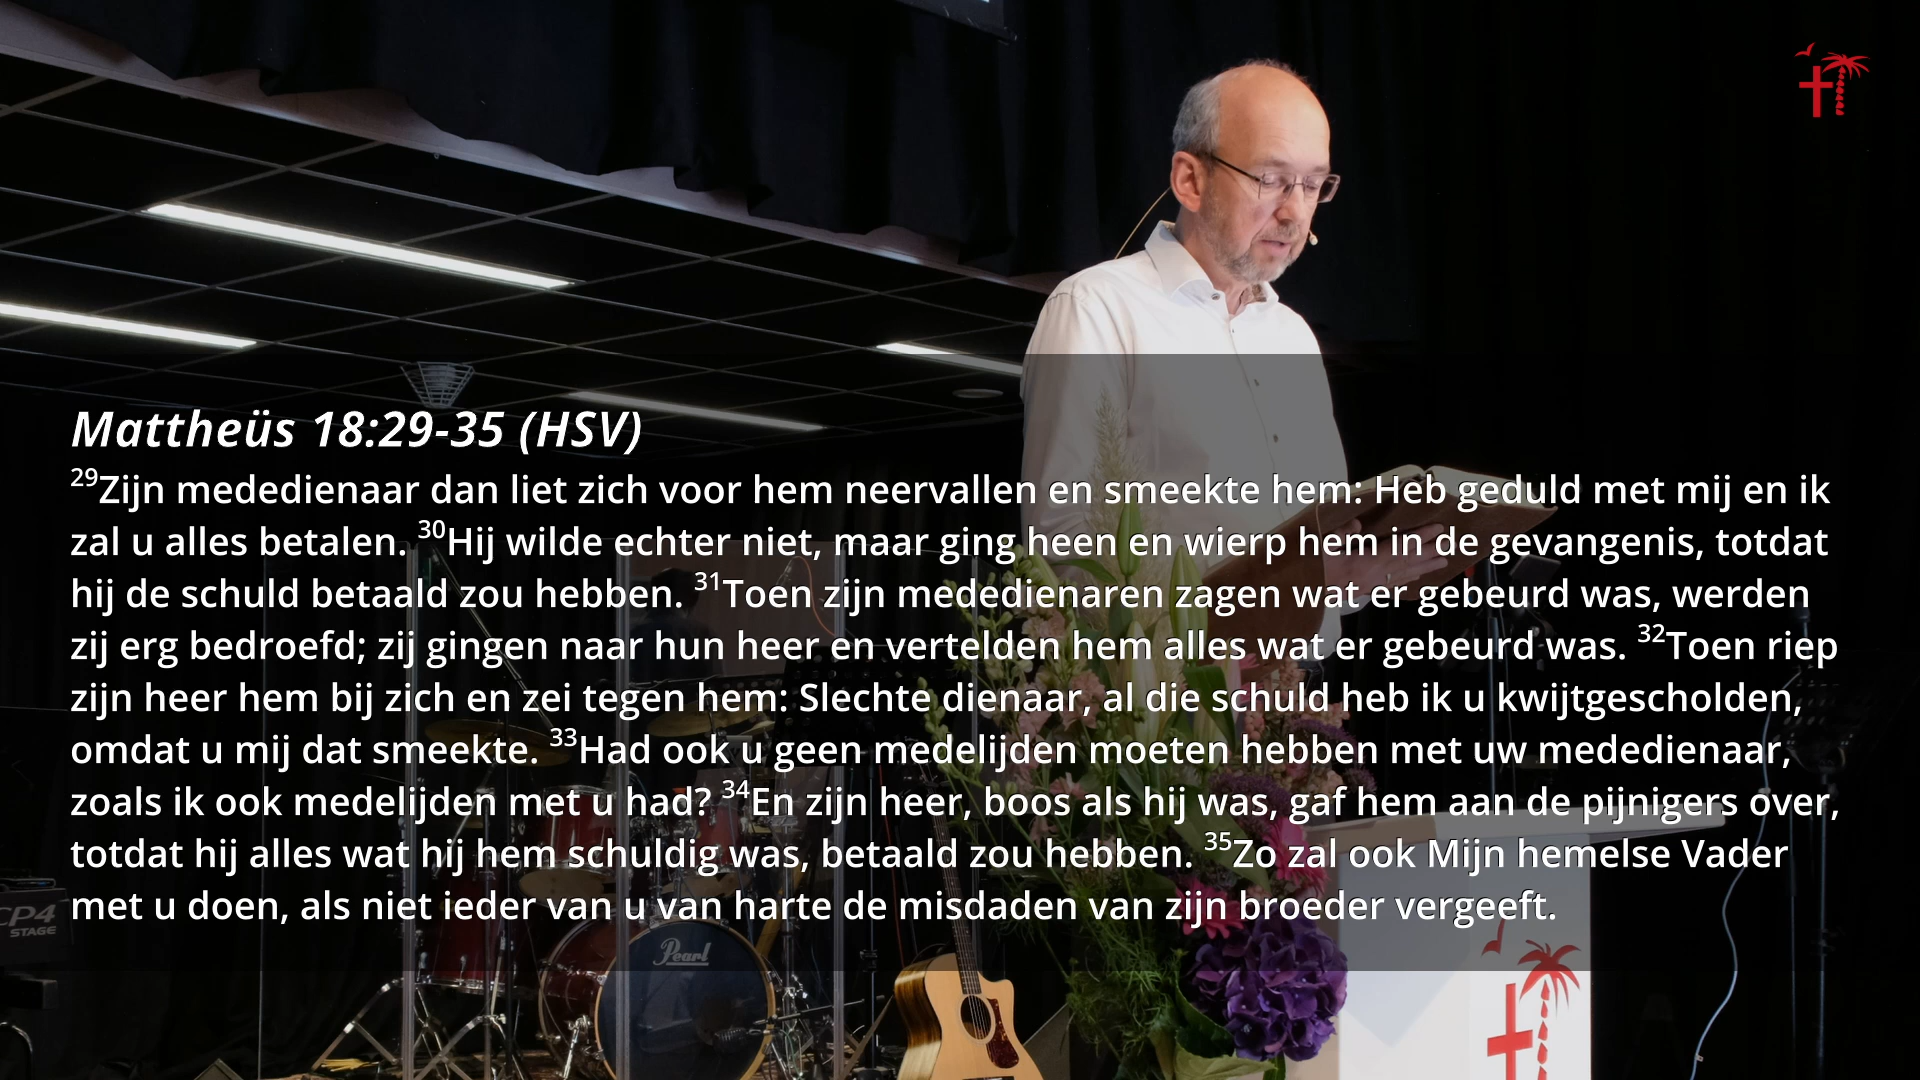 Mattheüs 18:29-35 (HSV)
29Zijn mededienaar dan liet zich voor hem neervallen en smeekte hem: Heb geduld met mij en ik
zal u alles betalen. 30Hij wilde echter niet, maar ging heen en wierp hem in de gevangenis, totdat
hij de schuld betaald zou hebben. 31Toen zijn mededienaren zagen wat er gebeurd was, werden
zij erg bedroefd; zij gingen naar hun heer en vertelden hem alles wat er gebeurd was. 32Toen riep
zijn heer hem bij zich en zei tegen hem: Slechte dienaar, al die schuld heb ik u kwijtgescholden,
omdat u mij dat smeekte. 33Had ook u geen medelijden moeten hebben met uw mededienaar,
zoals ik ook medelijden met u had? 34En zijn heer, boos als hij was, gaf hem aan de pijnigers over,
totdat hij alles wat hij hem schuldig was, betaald zou hebben. 35Zo zal ook Mijn hemelse Vader
met u doen, als niet ieder van u van harte de misdaden van zijn broeder vergeeft.
CP4
STAGE
Pearl